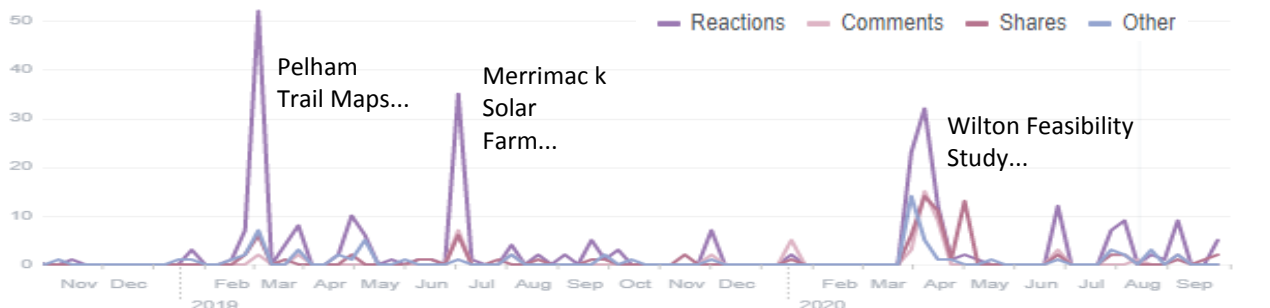 50
Reactions Comments Shares Other
Pelham
Trail Maps...
Merrimac k
Solar
Farm...
40
30
Wilton Feasibility
Study...
20
10
0
Nov Dec Feb Mar Apr May Jun Jul Aug Sep Oct Nov Dec Feb Mar Apr May Jun Jul Aug Sep
2019 2020